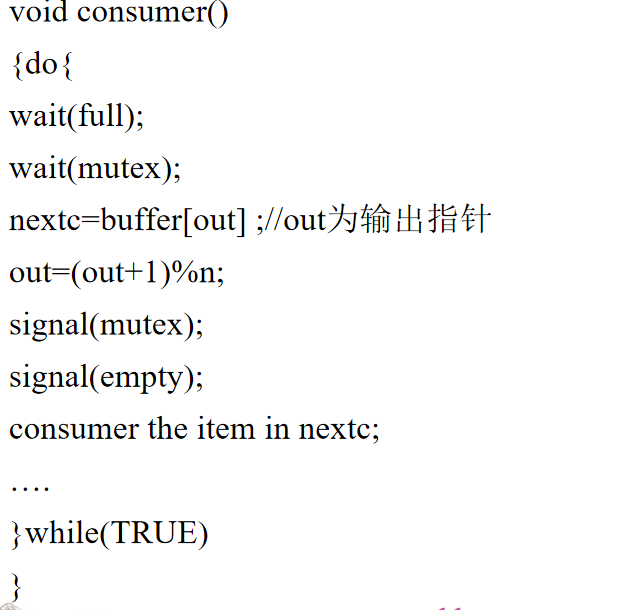 void consumer()
{do{
wait(full);
wait(mutex);
nextc=buffer[out] ;//out为输出指针
out=(out+1)%n;
signal(mutex);
signal(empty);
consumer the item in nextc;
….
}while(TRUE)
}